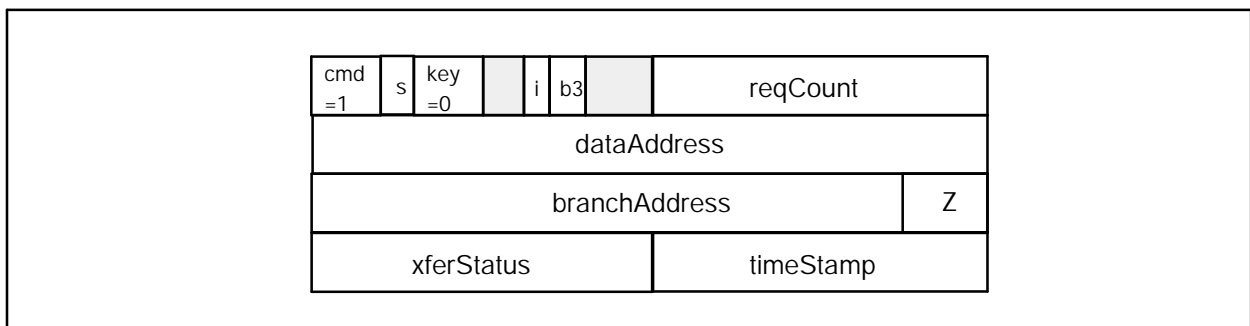 cmd =1 s key =0 i b3 reqCount
dataAddress
branchAddress Z
xferStatus timeStamp